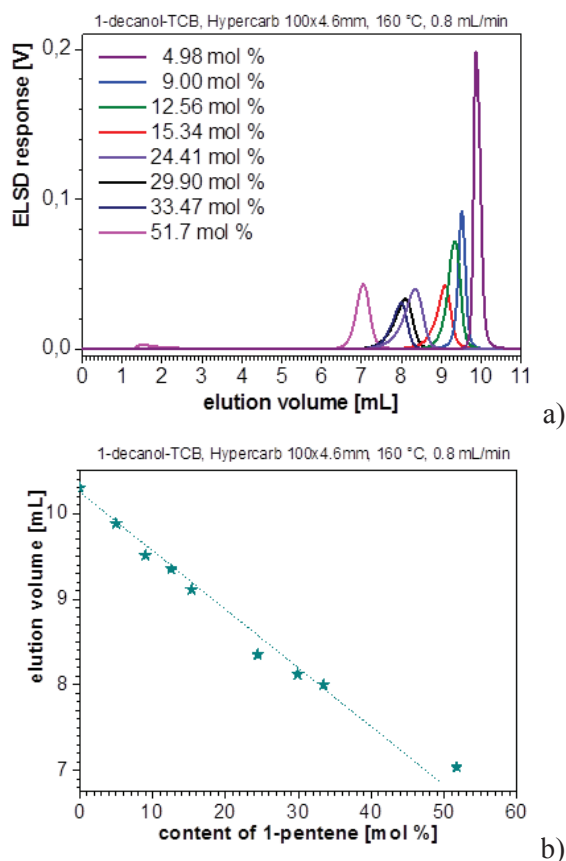 1-decanol-TCB, Hypercarb 100x4.6mm, 160 °C, 0.8 mL/min
ELSD response [V]
0,2
0,1
0,0
4.98 mol %
9.00 mol %
12.56 mol %
15.34 mol %
24.41 mol %
29.90 mol %
33.47 mol %
51.7 mol %
0 1 2 3 4 5 6 7 8 9 10 11
elution volume [mL]
a)
1-decanol-TCB, Hypercarb 100x4.6mm, 160 °C, 0.8 mL/min
elution volume [mL]
10
9
8
7
0 10 20 30 40 50 60
content of 1-pentene [mol %]
b)